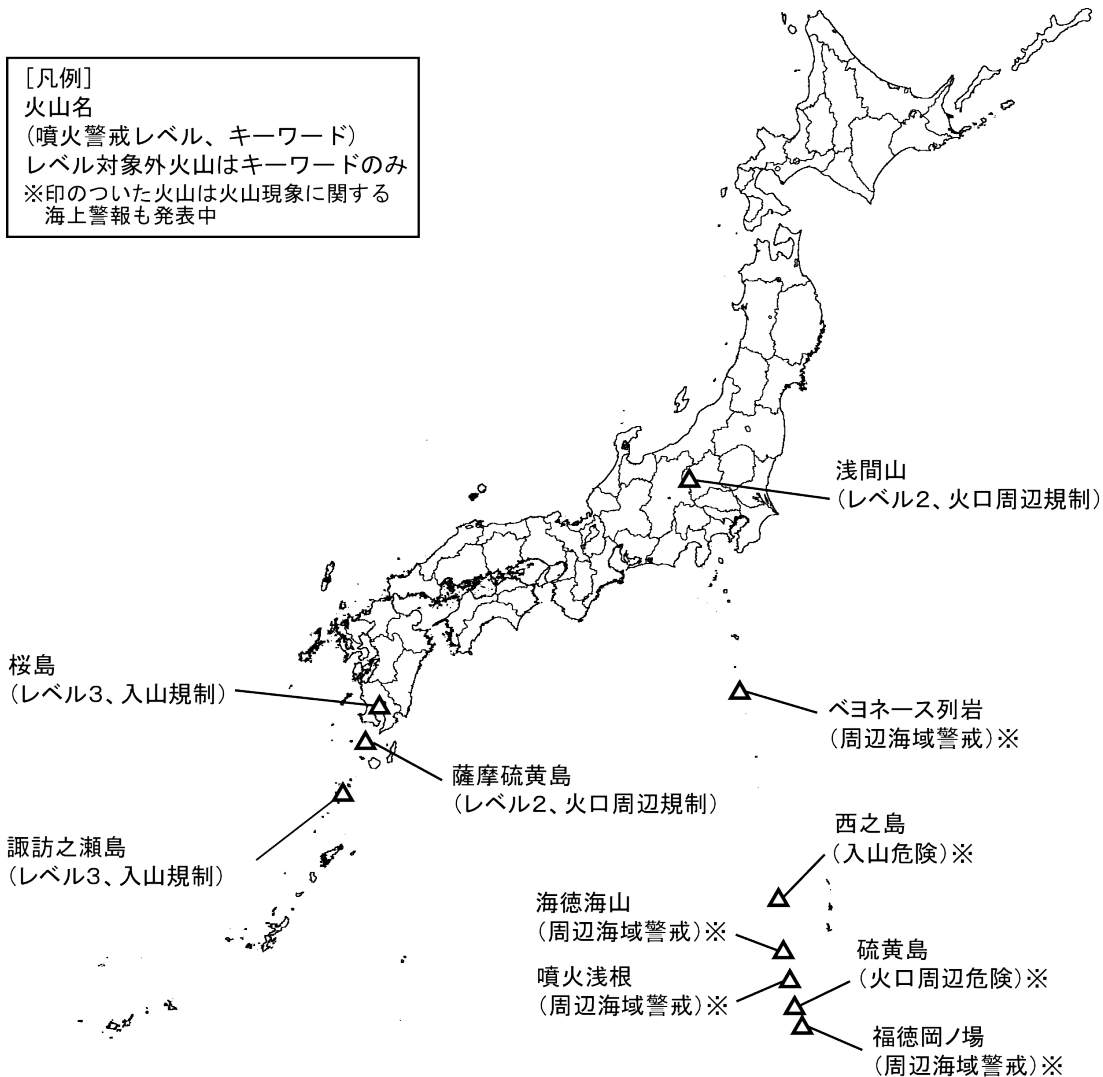 ［凡例］
火山名
（噴火警戒レベル、キーワード）
レベル対象外火山はキーワードのみ
※印のついた火山は火山現象に関する
海上警報も発表中
浅間山
（レベル２、火口周辺規制）
桜島
（レベル３、入山規制）
ベヨネース列岩
（周辺海域警戒）※
薩摩硫黄島
（レベル２、火口周辺規制）
諏訪之瀬島
（レベル３、入山規制）
西之島
（入山危険）※
海徳海山
（周辺海域警戒）※
硫黄島
（火口周辺危険）※
噴火浅根
（周辺海域警戒）※
福徳岡ノ場
（周辺海域警戒）※